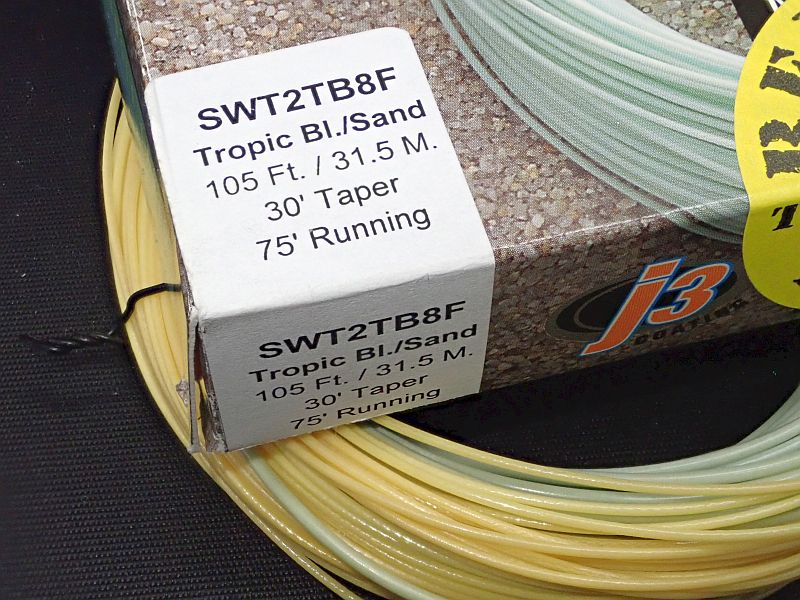 SWT2TB8F
Tropic Bl./Sand
105 Ft. / 31.5 M.
30' Taper
75' Running
SWT2TB8F
Tropic Bl./Sand
105 Ft. / 31.5 M.
30' Taper
75' Running
j3
COATING